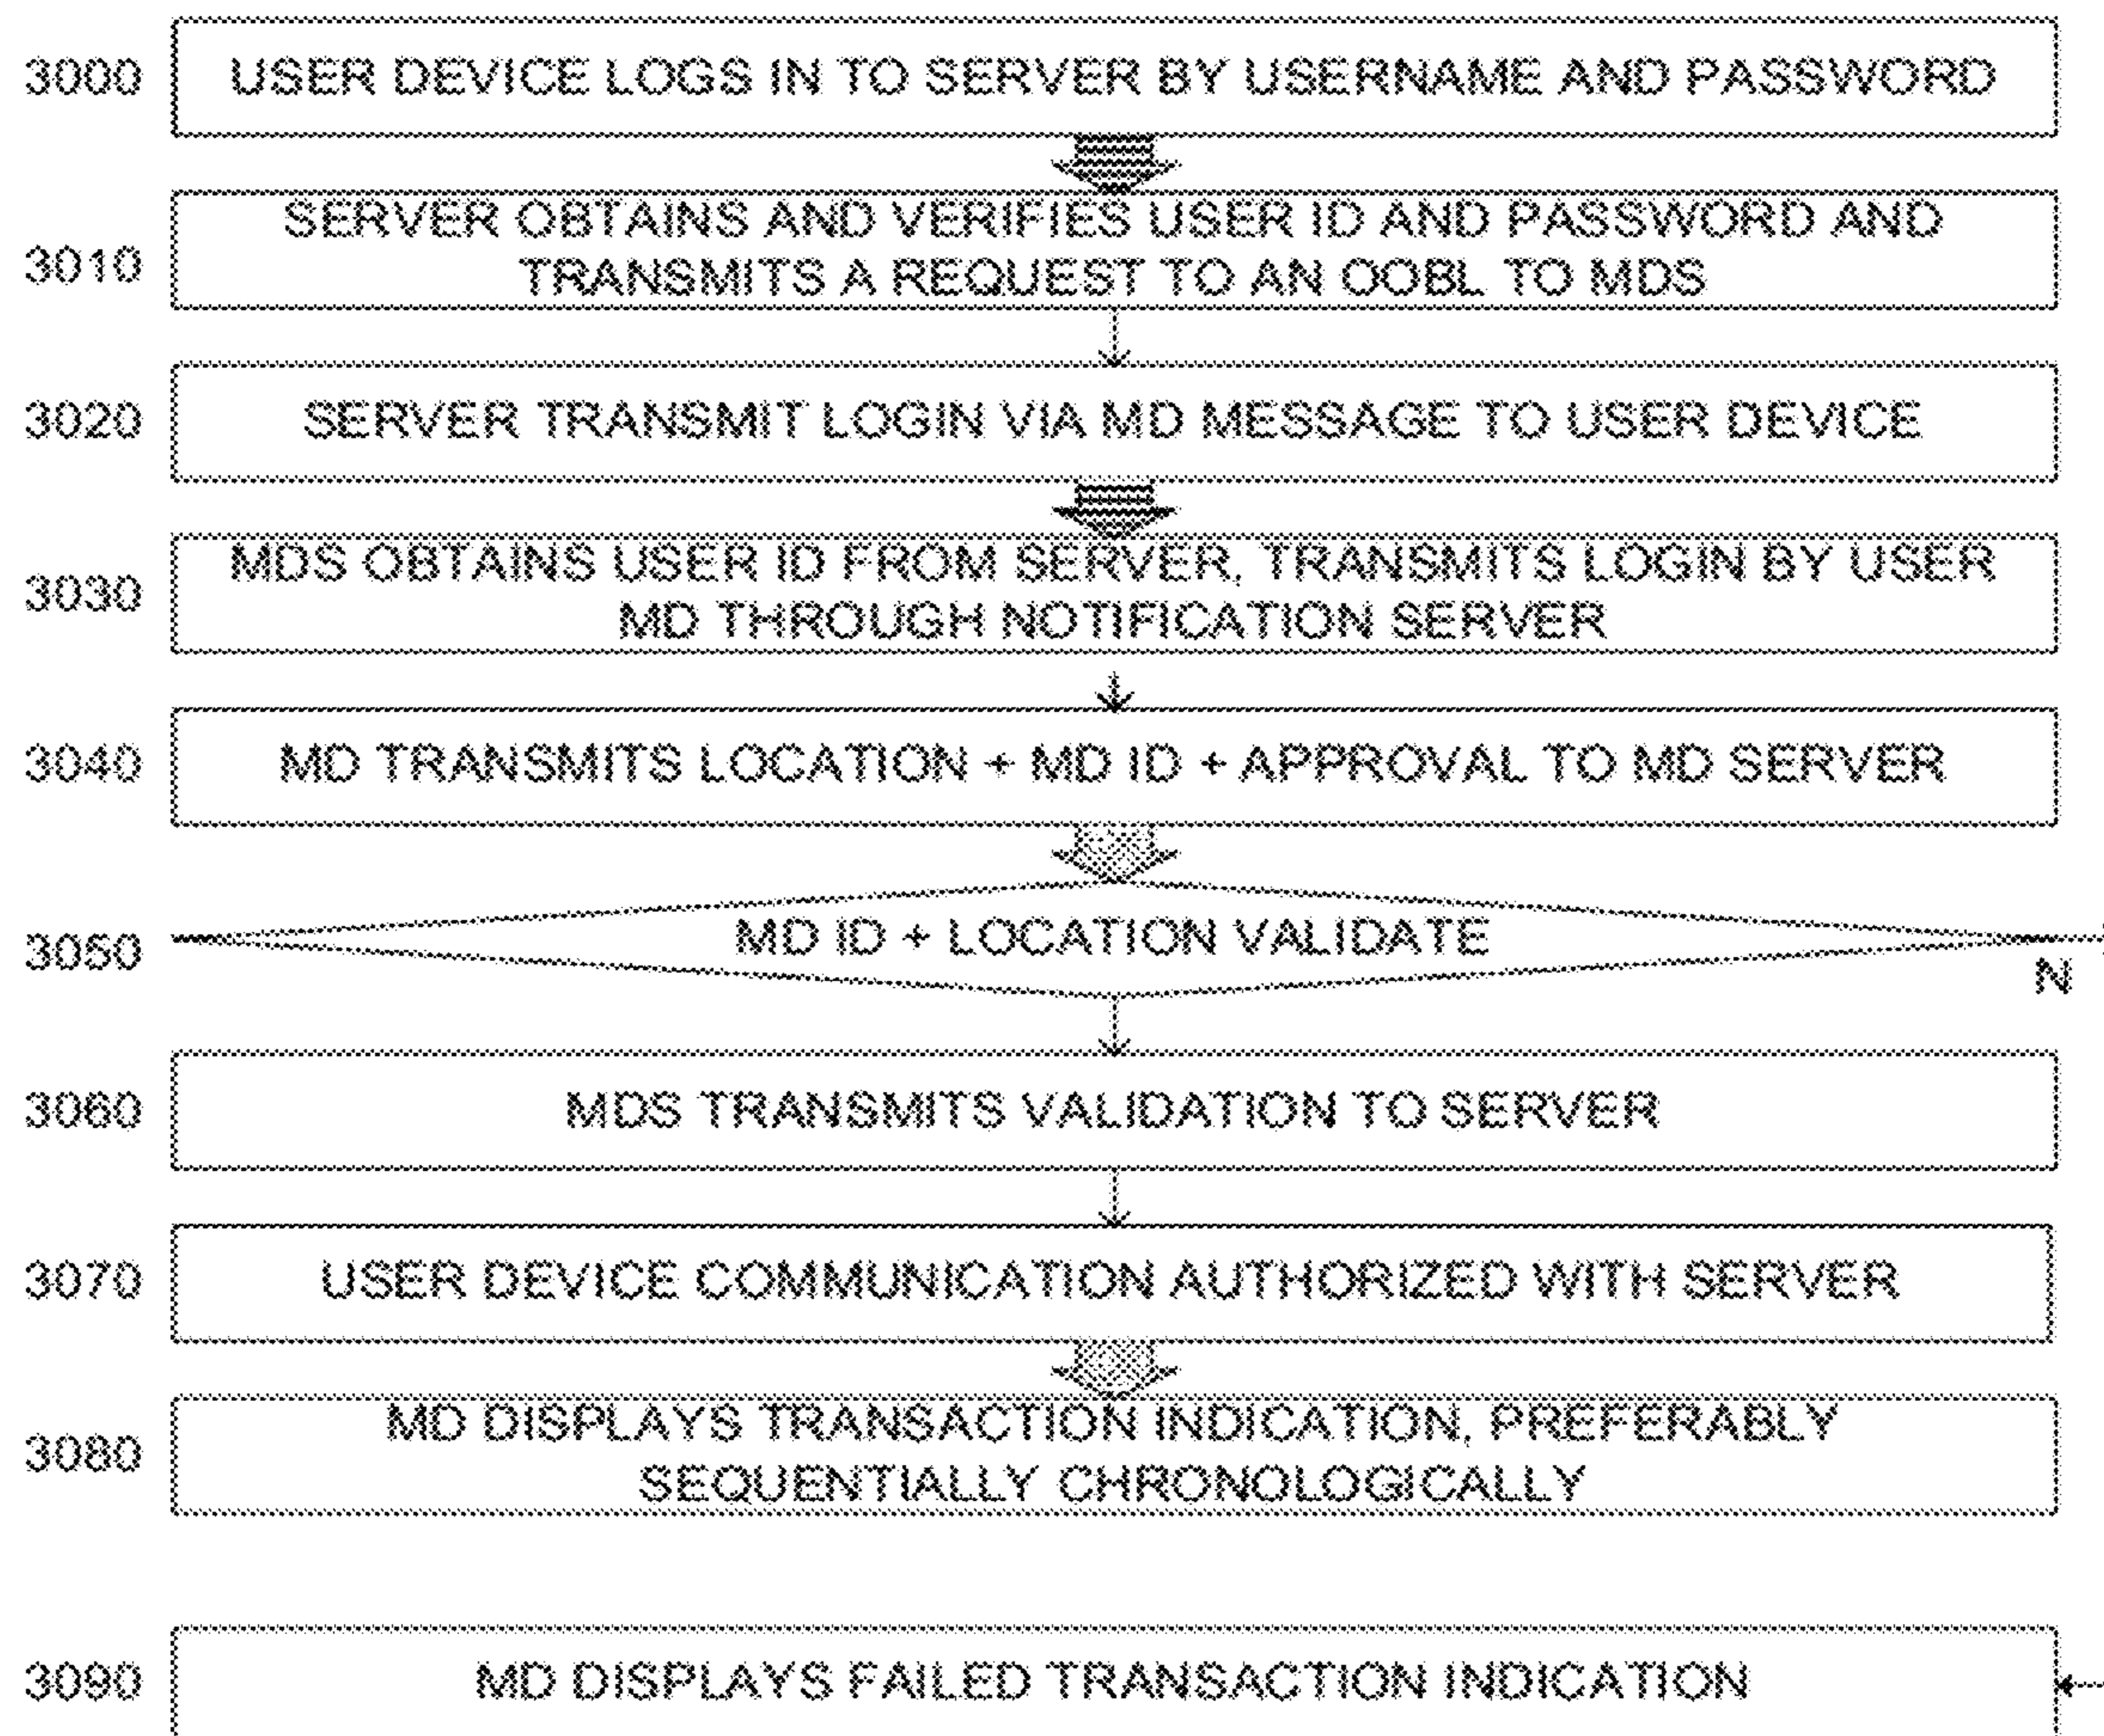 3000 USER DEVICE LOGS IN TO SERVER BY USERNAME AND PASSWORD
3010 SERVER OBTAINS AND VERIFIES USER ID AND PASSWORD AND
TRANSMITS A REQUEST TO AN OOBL TO MDS
3020 SERVER TRANSMIT LOGIN VIA MD MESSAGE TO USER DEVICE
3030 MDS OBTAINS USER ID FROM SERVER, TRANSMITS LOGIN BY USER
MD THROUGH NOTIFICATION SERVER
3040 MD TRANSMITS LOCATION + MD ID + APPROVAL TO MD SERVER
3050 MD ID + LOCATION VALIDATE
N
3060 MDS TRANSMITS VALIDATION TO SERVER
3070 USER DEVICE COMMUNICATION AUTHORIZED WITH SERVER
3080 MD DISPLAYS TRANSACTION INDICATION, PREFERABLY
SEQUENTIALLY CHRONOLOGICALLY
3090 MD DISPLAYS FAILED TRANSACTION INDICATION